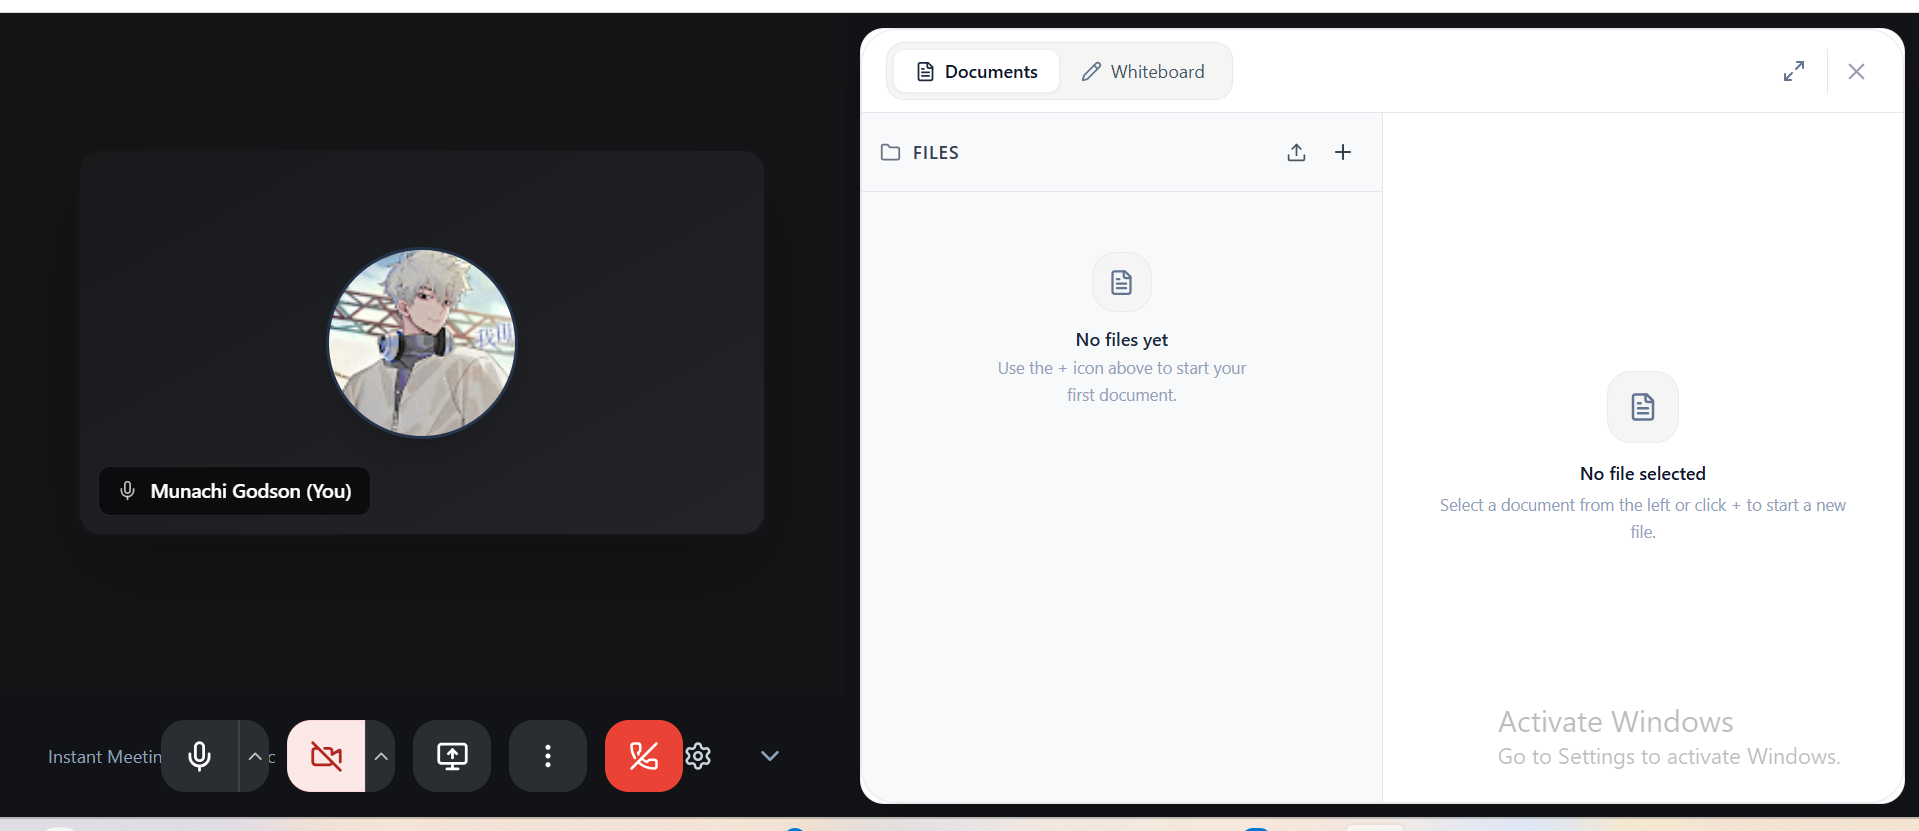 Documents
Whiteboard
FILES
No files yet
Use the + icon above to start your
first document.
No file selected
Select a document from the left or click + to start a new
file.
我
Munachi Godson (You)
Instant Meetin
Activate Windows
Go to Settings to activate Windows.